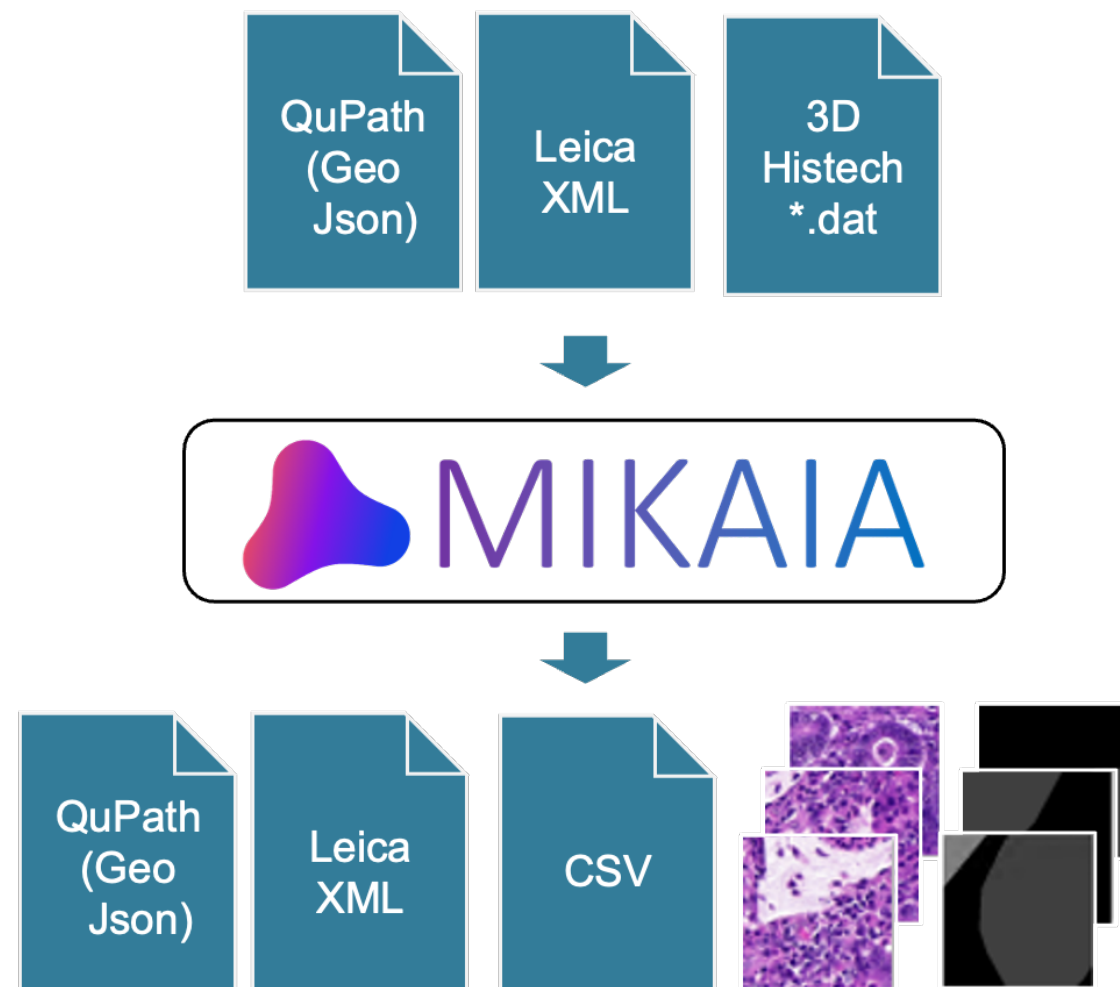 QuPath
(Geo
Json)
Leica
XML
3D
Histech
*.dat
MIKAIA
QuPath
(Geo
Json)
Leica
XML
CSV